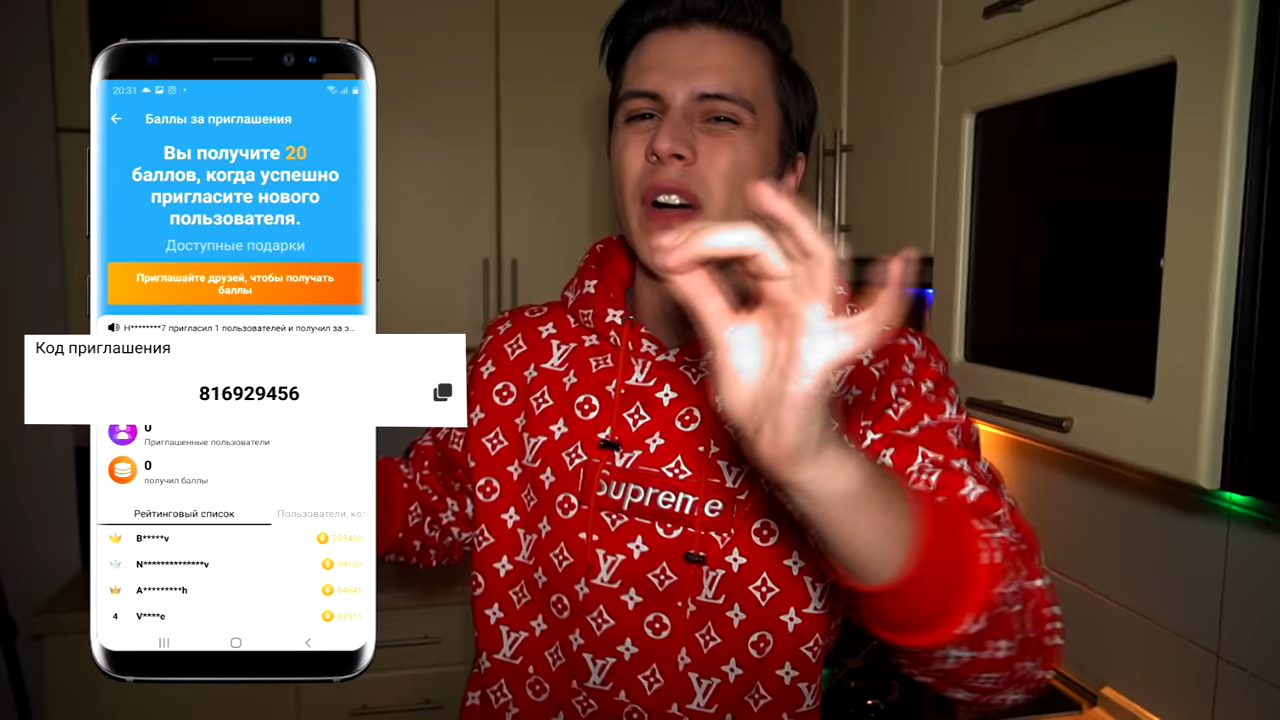 20:31
Баллы за приглашения
Вы получите 20
баллов, когда успешно
пригласите нового
пользователя.
Доступные подарки
Приглашайте друзей, чтобы получать
баллы
H********7 пригласил 1 пользователей и получил за э...
Код приглашения
816929456
0
Приглашенные пользователи
0
получил баллы
Рейтинговый список
Пользователи, ко
B*****v
N**************v
A*********h
4 V****e
Supreme